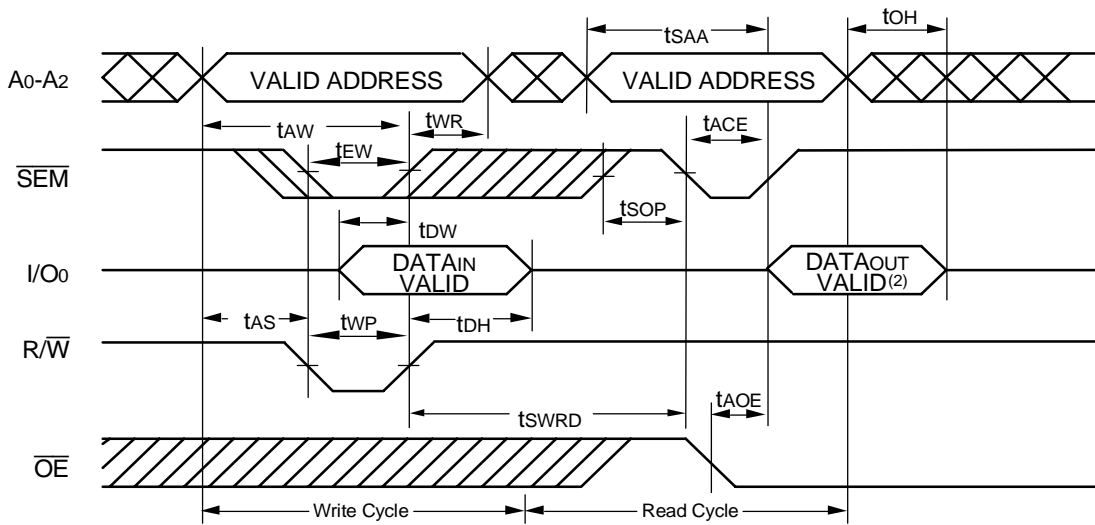 tOH
tSAA
A0-A2
VALID ADDRESS
VALID ADDRESS
tAW
tWR
tACE
tEW
SEM
tSOP
tDW
I/O0
DATAIN
VALID
DATAOUT
VALID(2)
tAS
tWP
tDH
R/W
tSWRD
tAOE
OE
Write Cycle
Read Cycle